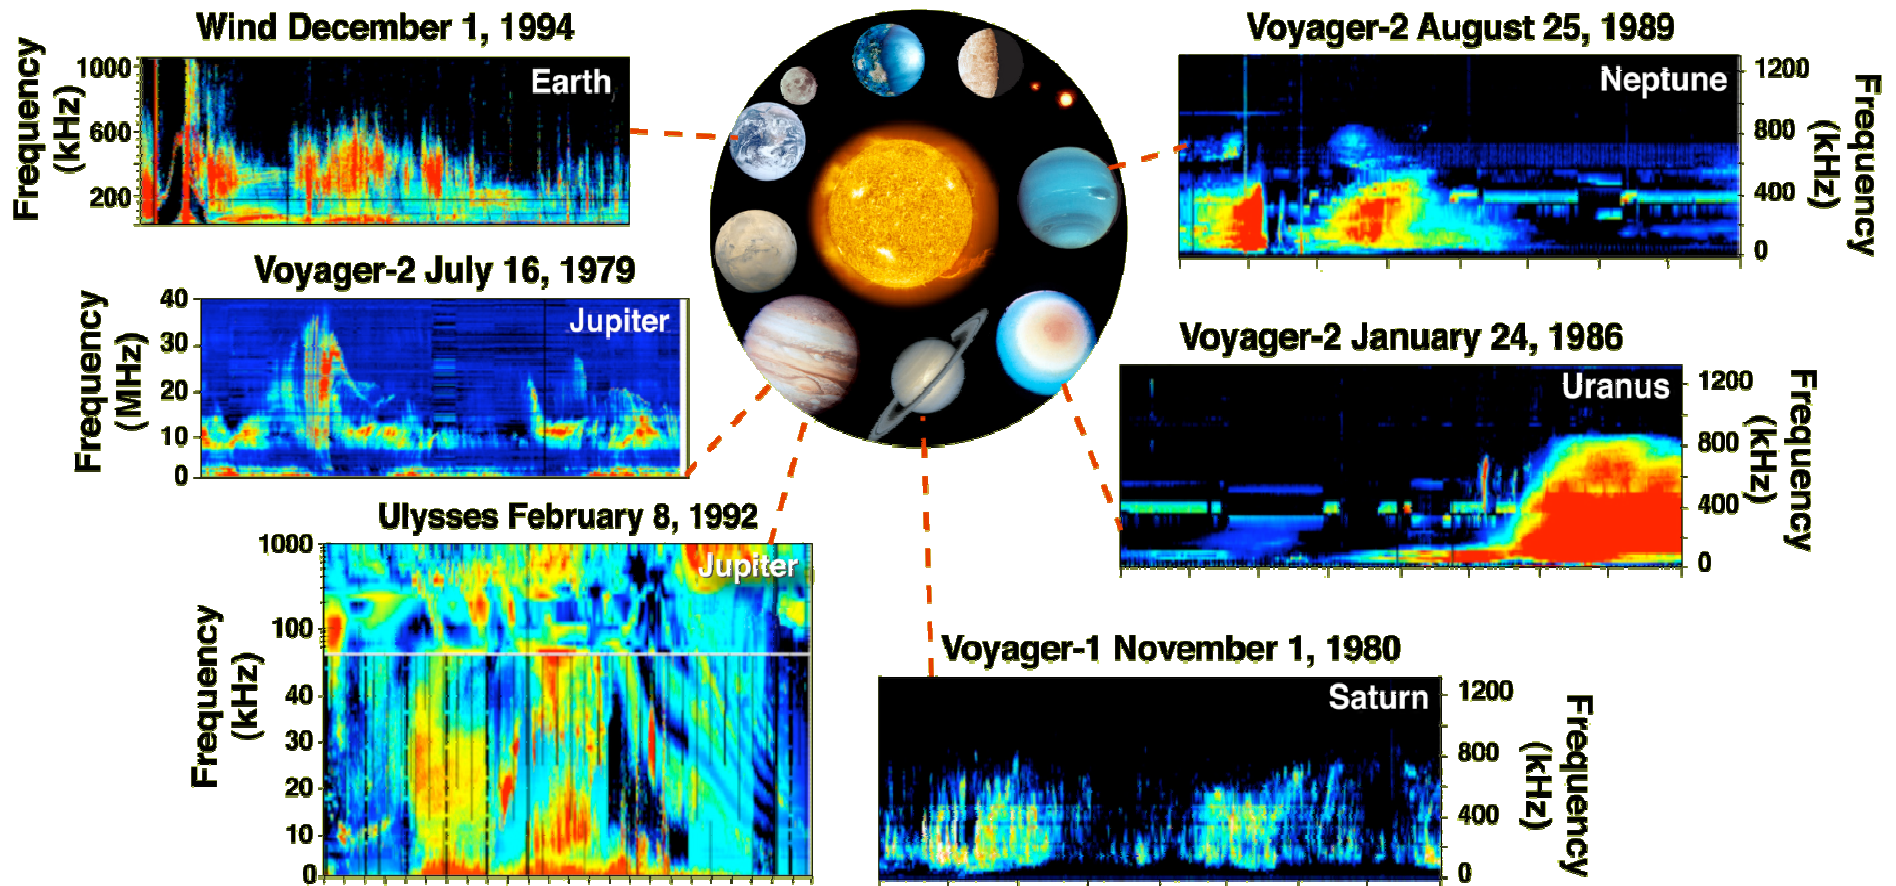 Wind December 1, 1994
Frequency
(kHz)
1000
600
200
Earth
Voyager-2 August 25, 1989
Neptune
1200
800
400
0
Frequency
(kHz)
Voyager-2 July 16, 1979
Frequency
(MHz)
40
30
20
10
0
Jupiter
Voyager-2 January 24, 1986
Uranus
1200
800
400
0
Frequency
(kHz)
Ulysses February 8, 1992
Frequency
(kHz)
1000
100
40
30
20
10
0
Jupiter
Voyager-1 November 1, 1980
Saturn
1200
800
400
0
Frequency
(kHz)